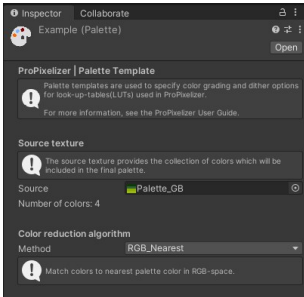 Inspector Collaborate
Example (Palette)
Open
ProPixelizer | Palette Template
Palette templates are used to specify color grading and dither options
for look-up-tables(LUTs) used in ProPixelizer.
For more information, see the ProPixelizer User Guide.
Source texture
The source texture provides the collection of colors which will be
included in the final palette.
Source Palette_GB
Number of colors: 4
Color reduction algorithm
Method RGB_Nearest
Match colors to nearest palette color in RGB-space.